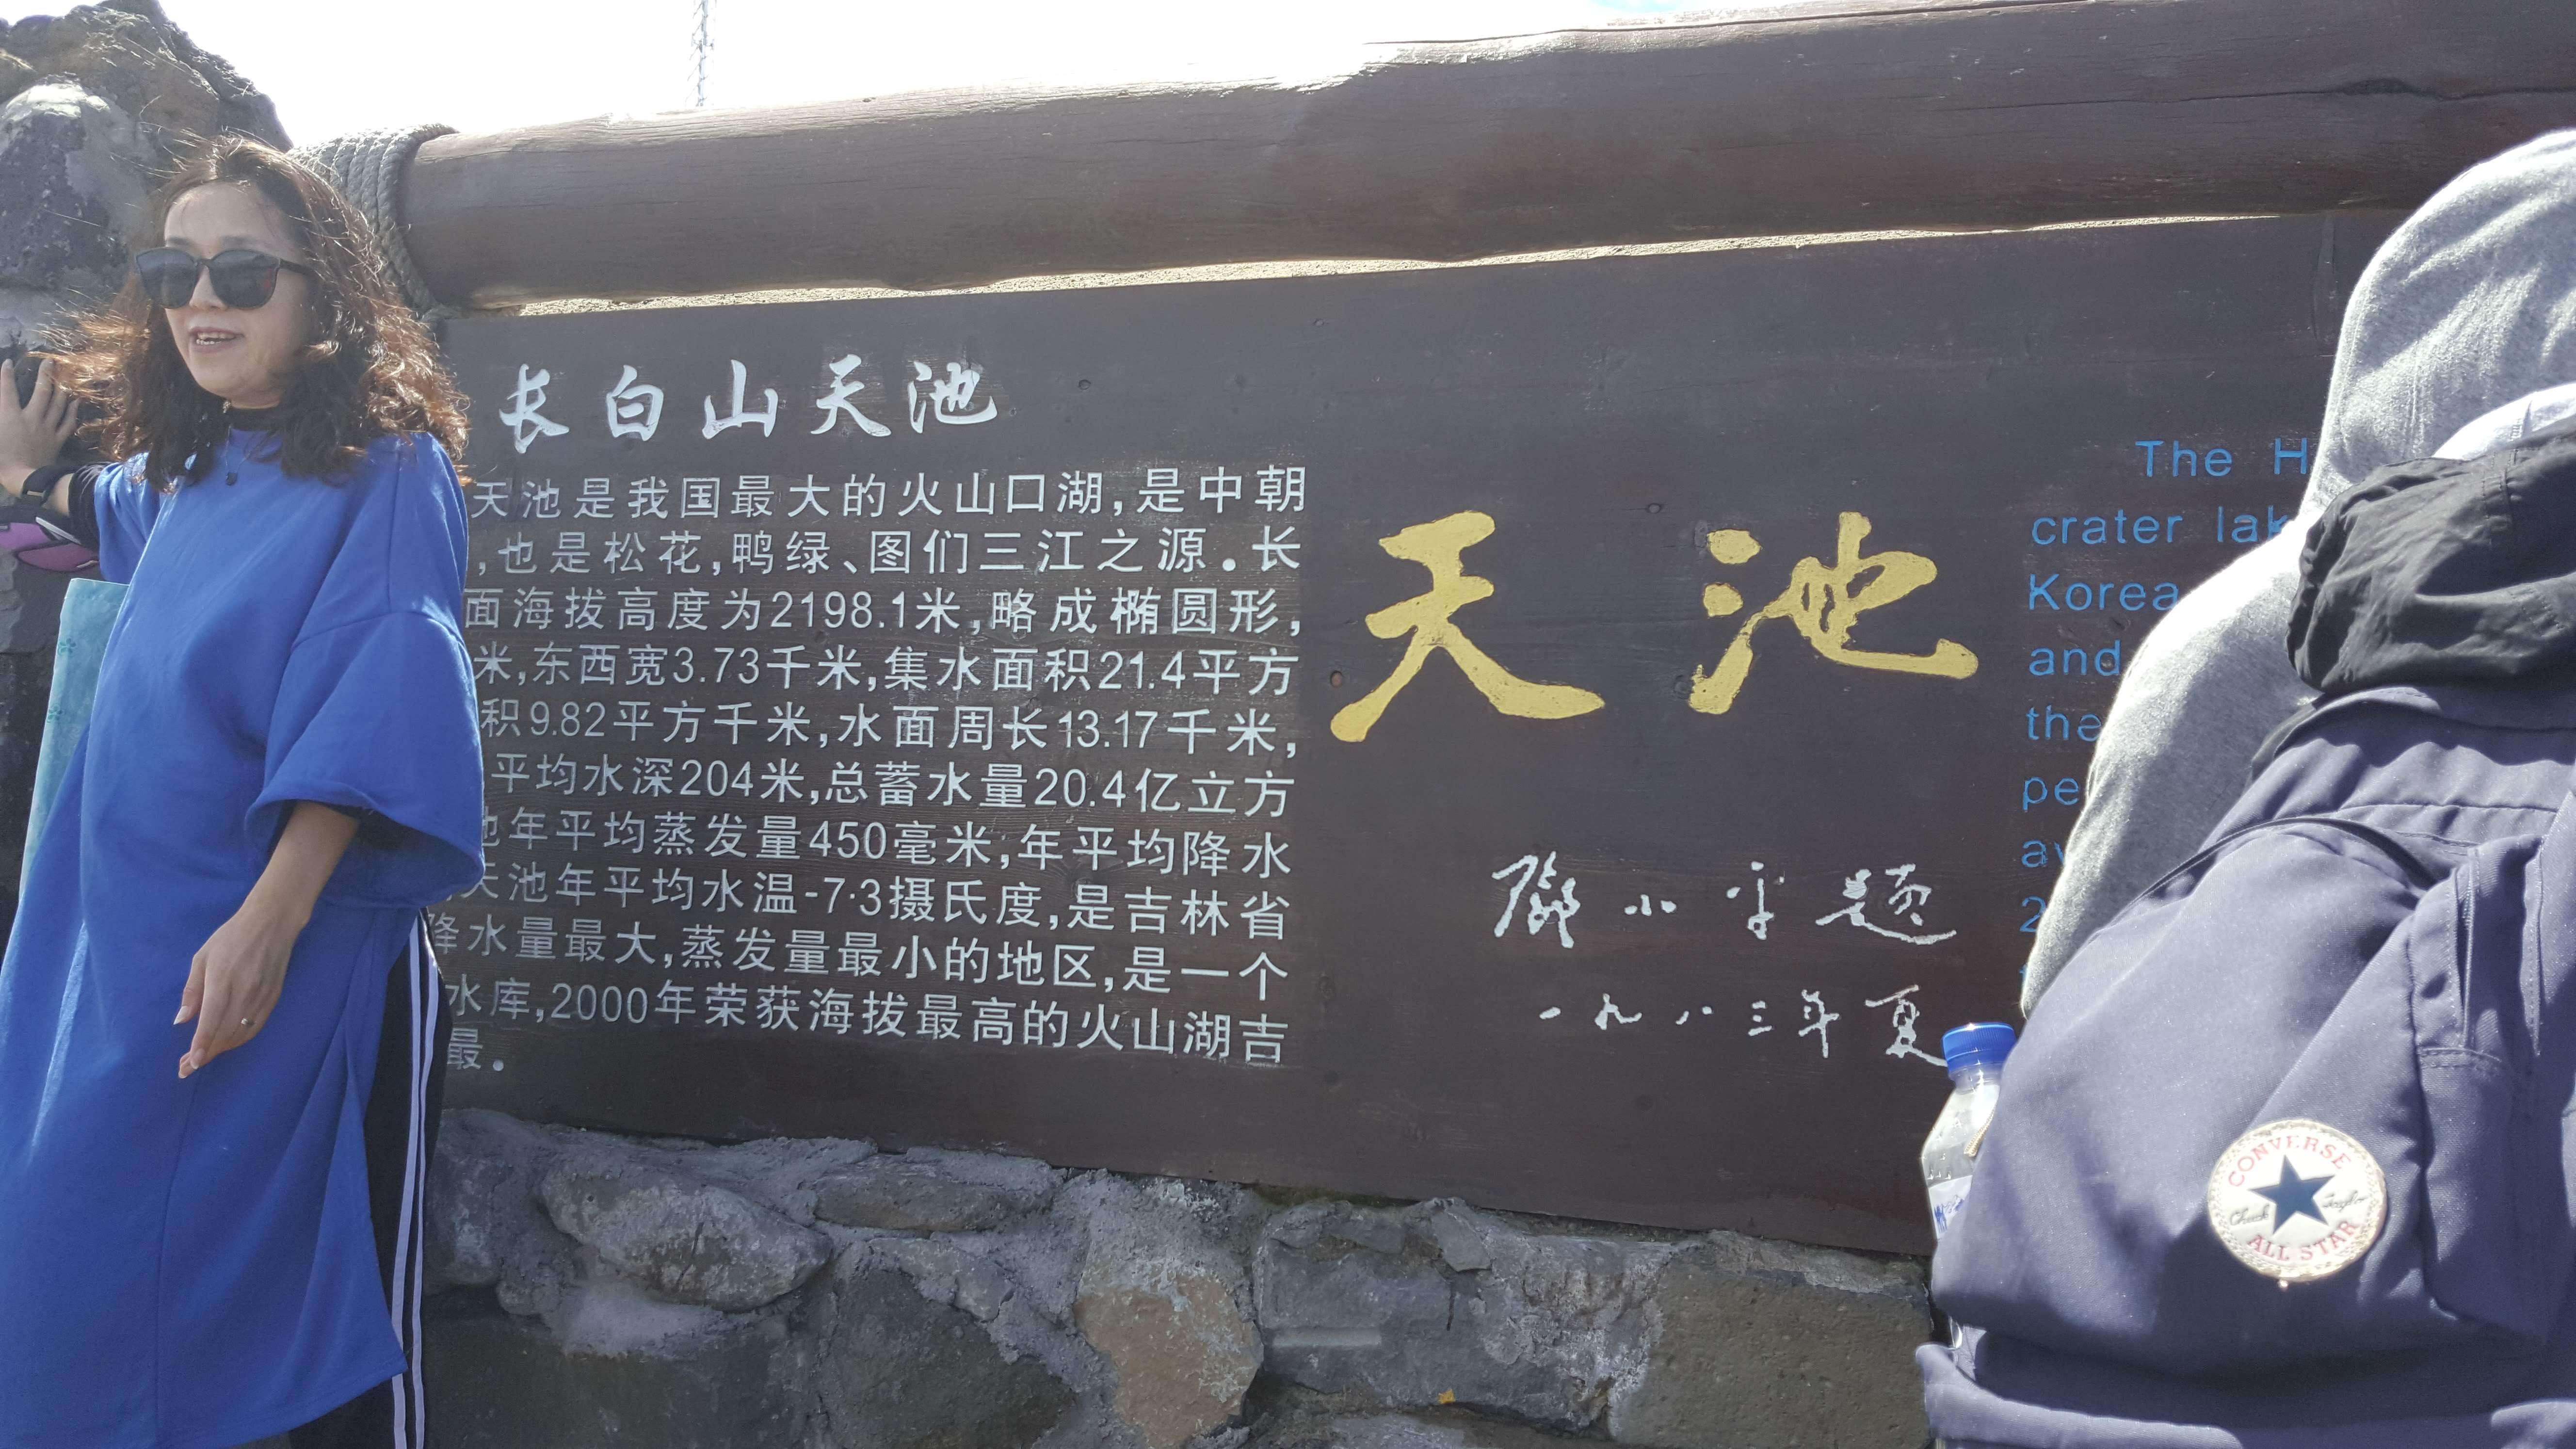 长白山天池
天池是我国最大的火山口湖,是中朝
,也是松花,鸭绿、图们三江之源.长
面海拔高度为2198.1米,略成椭圆形,
米,东西宽3.73千米,集水面积21.4平方
积9.82平方千米,水面周长13.17千米,
平均水深204米,总蓄水量20.4亿立方
池年平均蒸发量450毫米;年平均降水
天池年平均水温-7.3摄氏度,是吉林省
降水量最大,蒸发量最小的地区,是一个
水库,2000年荣获海拔最高的火山湖吉
最.
天池
邓小平题
一九八三年夏
The H
crater lak
Korea
and
the
pe
av
2
CONVERSE
Chuck Taylor
ALL STAR